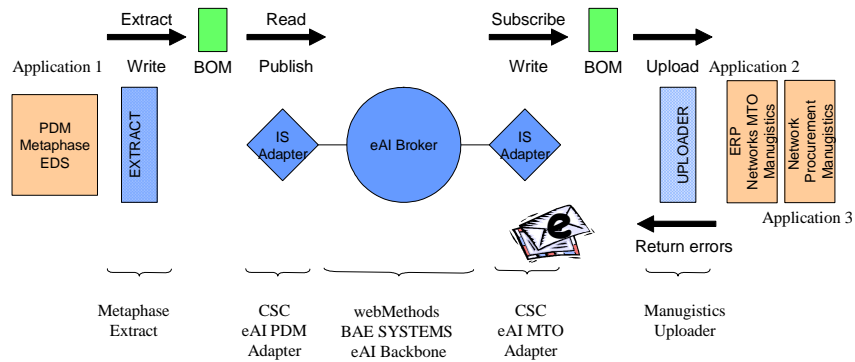 Extract
Read
Subscribe
Application 1
Write
BOM
Publish
Write
BOM
Upload
Application 2
PDM
Metaphase
EDS
EXTRACT
IS
Adapter
eAI Broker
IS
Adapter
UPLOADER
ERP
Networks MTO
Manugistics
Network
Procurement
Manugistics
e
Application 3
Return errors
Metaphase
Extract
CSC
eAI PDM
Adapter
webMethods
BAE SYSTEMS
eAI Backbone
CSC
eAI MTO
Adapter
Manugistics
Uploader